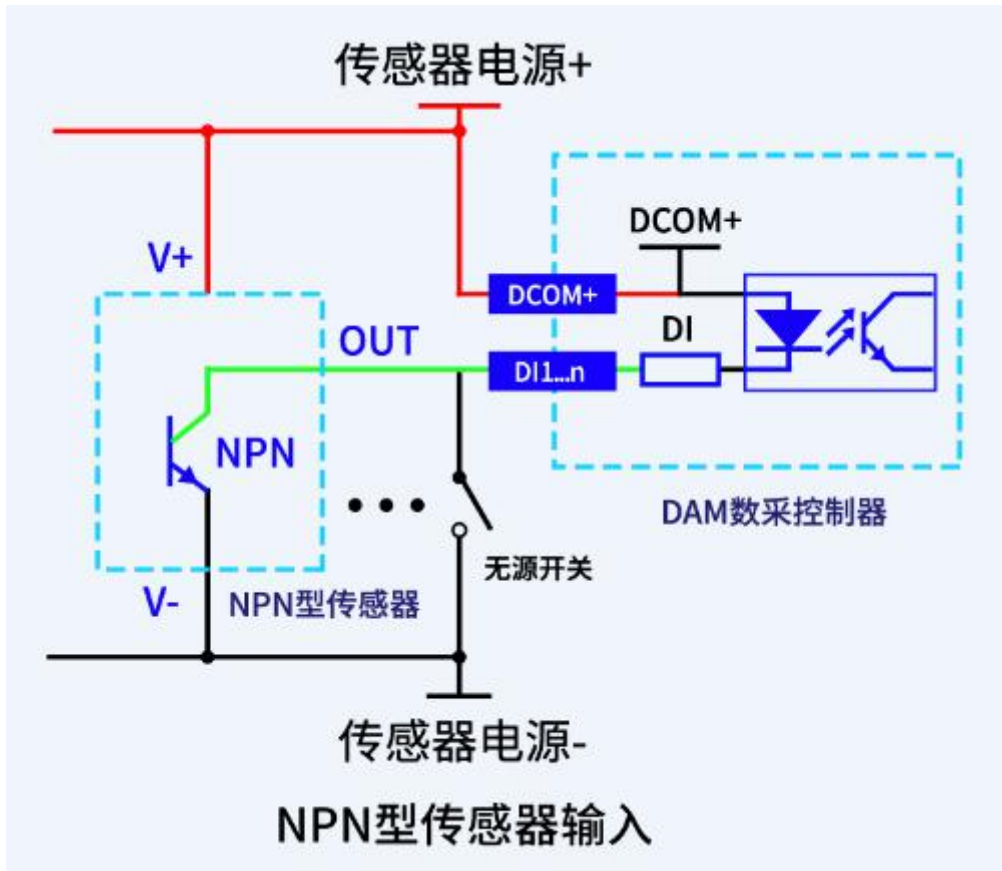 传感器电源+
DCOM+
V+
DCOM+
OUT
DI
DI1...n
NPN
DAM数采控制器
无源开关
V-
NPN型传感器
传感器电源-
NPN型传感器输入